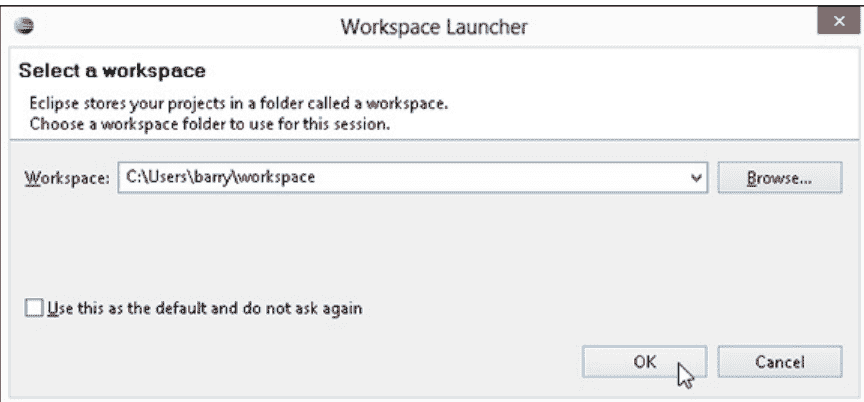 Workspace Launcher
Select a workspace
Eclipse stores your projects in a folder called a workspace.
Choose a workspace folder to use for this session.
Workspace: C:\Users\barry\workspace Browse...
Use this as the default and do not ask again
OK Cancel